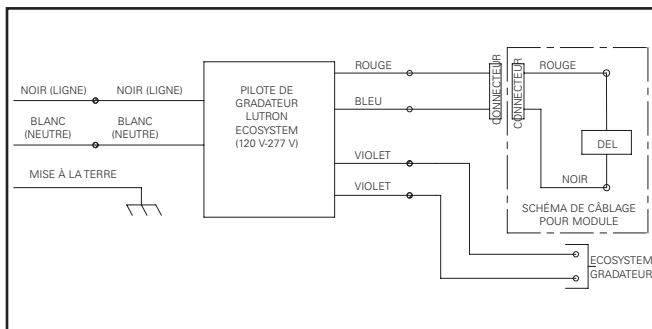 NOIR (LIGNE)
NOIR (LIGNE)
BLANC
(NEUTRE)
BLANC
(NEUTRE)
MISE À LA TERRE
PILOTE DE
GRADATEUR
LUTRON
ECOSYSTEM
(120 V-277 V)
ROUGE
BLEU
VIOLET
VIOLET
CONNECTEUR
CONNECTEUR
ROUGE
DEL
NOIR
SCHÉMA DE CÂBLAGE
POUR MODULE
ECOSYSTEM
GRADATEUR